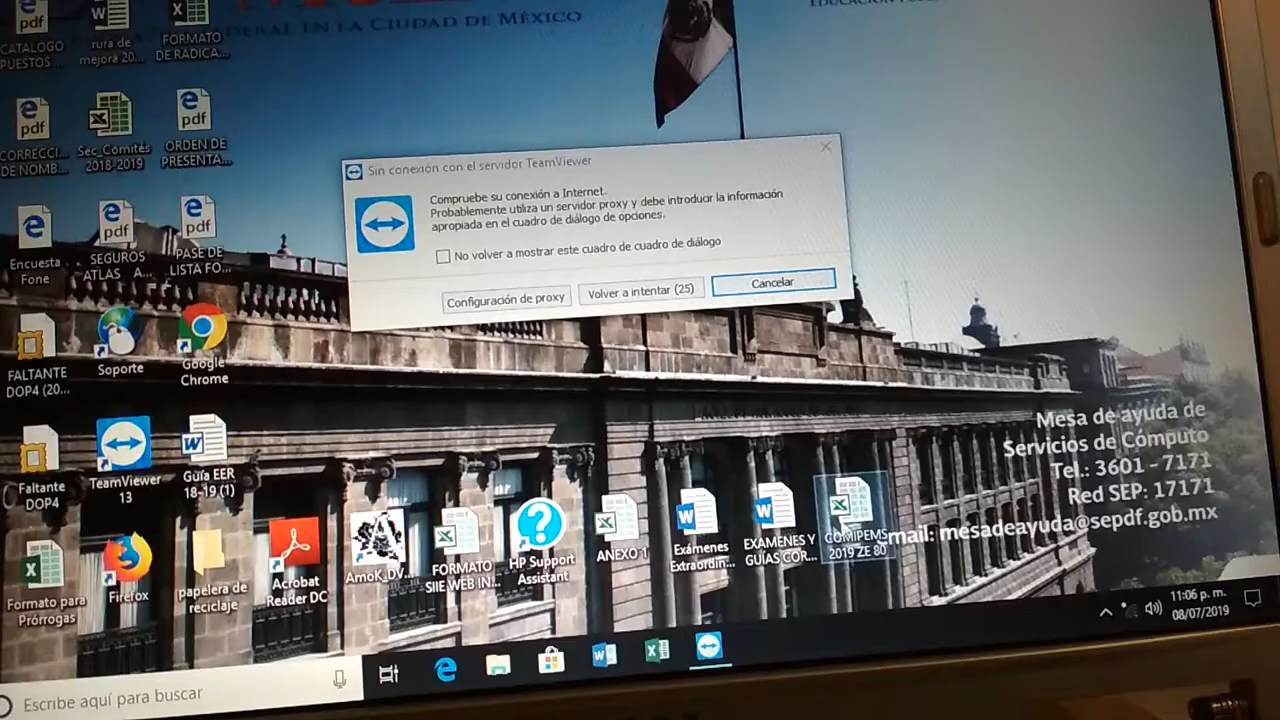 DERAL EN LA CIUDAD DE MÉXICO
CATALOGO
PUESTOS...
rura de
mejora 20...
FORMATO
DE RADICA...
CORRECCI...
DE NOMB...
Sec_Comités
2018-2019
ORDEN DE
PRESENTA...
Encuesta
Fone
SEGUROS
ATLAS A...
PASE DE
LISTA FO...
FALTANTE
DOP4 (20...
Soporte
Google
Chrome
Faltante
DOP4
TeamViewer
13
Guía EER
18-19 (1)
Formato para
Prórrogas
Firefox
papelera de
reciclaje
Acrobat
Reader DC
AmoK_DV...
FORMATO
SIIE WEB IN...
HP Support
Assistant
ANEXO 1
Exámenes
Extraordin...
EXAMENES Y
GUÍAS COR...
COMIPEMS
2019 ZE 80
Sin conexión con el servidor TeamViewer
Compruebe su conexión a Internet.
Probablemente utiliza un servidor proxy y debe introducir la información
apropiada en el cuadro de diálogo de opciones.
No volver a mostrar este cuadro de cuadro de diálogo
Configuración de proxy
Volver a intentar (25)
Cancelar
Mesa de ayuda de
Servicios de Cómputo
Tel.: 3601 - 7171
Red SEP: 17171
mail: mesadeayuda@sepdf.gob.mx
Escribe aquí para buscar
11:06 p. m.
08/07/2019